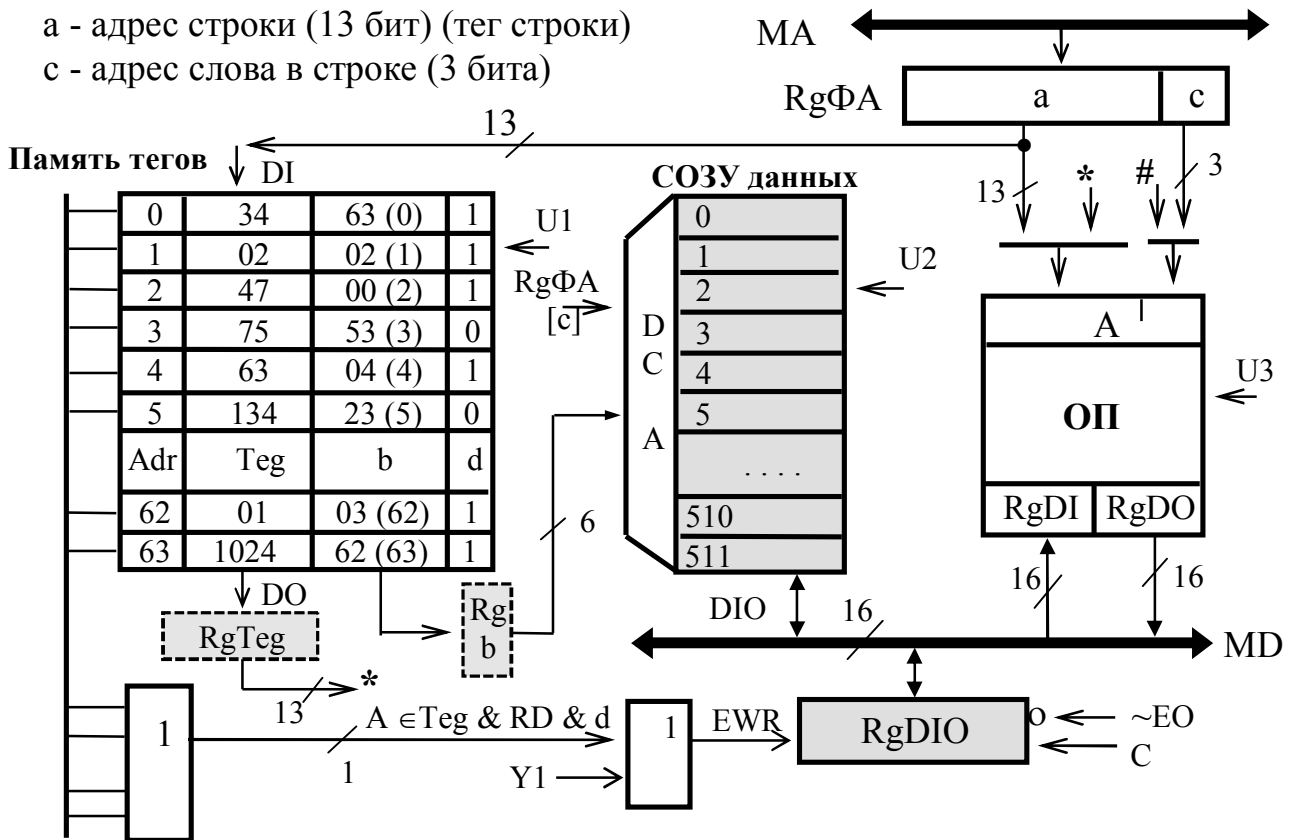 а - адрес строки (13 бит) (тег строки)
с - адрес слова в строке (3 бита)
MA
RgФА
a
c
13
Память тегов
DI
0 34 63 (0) 1
1 02 02 (1) 1
2 47 00 (2) 1
3 75 53 (3) 0
4 63 04 (4) 1
5 134 23 (5) 0
Adr Teg b d
62 01 03 (62) 1
63 1024 62 (63) 1
U1
RgФА
[c]
СОЗУ данных
D
C
A
0
1
2
3
4
5
. . . .
510
511
U2
13
*
#
3
A
ОП
RgDI RgDO
U3
6
DO
RgTeg
Rg
b
13
*
DIO
16
16
16
MD
1
A ∈Teg & RD & d
1
Y1
1
EWR
RgDIO
o
~EO
C